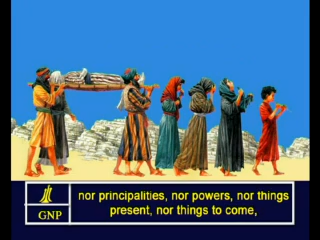 nor principalities, nor powers, nor things
present, nor things to come,
GNP